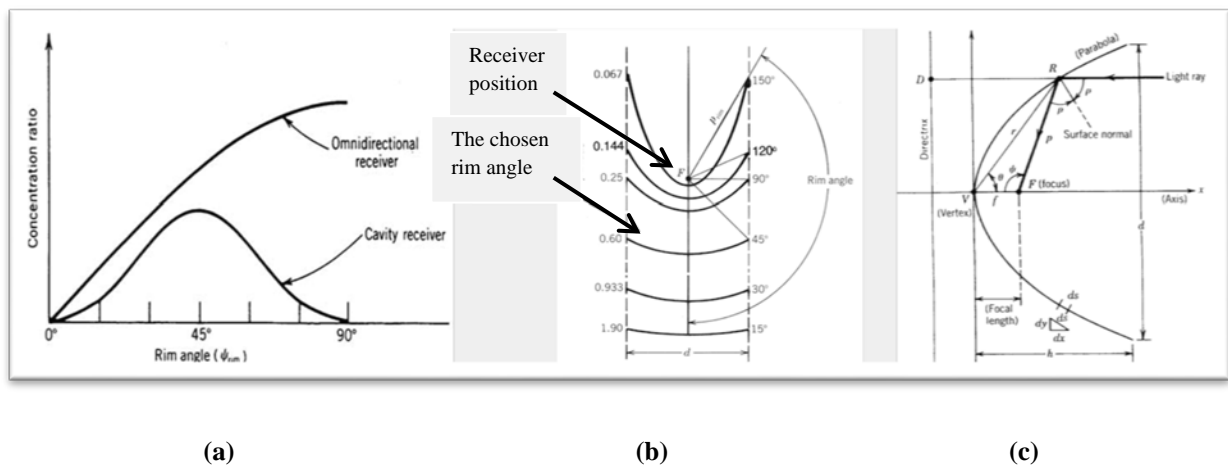 Concentration ratio
Omnidirectional
receiver
Cavity receiver
0°
45°
90°
Rim angle (ψrim)
Receiver
position
The chosen
rim angle
0.067
0.144
0.25
0.60
0.933
1.90
F
Prim
150°
120°
90°
45°
30°
15°
Rim angle
d
(Parabola)
D
R
Light ray
Surface normal
Directrix
r
p
F (focus)
V
(Vertex)
f
x
(Axis)
d
(Focal
length)
ds
dy
ds
dx
h
(a)
(b)
(c)